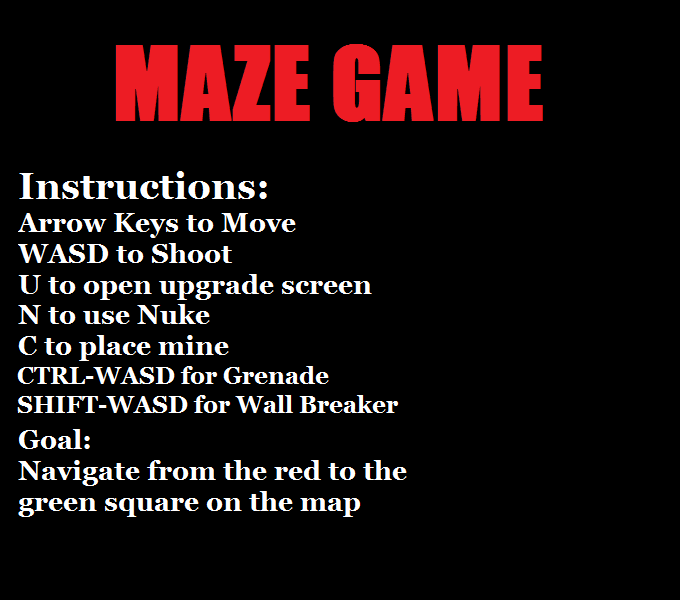 MAZE GAME
Instructions:
Arrow Keys to Move
WASD to Shoot
U to open upgrade screen
N to use Nuke
C to place mine
CTRL-WASD for Grenade
SHIFT-WASD for Wall Breaker
Goal:
Navigate from the red to the
green square on the map